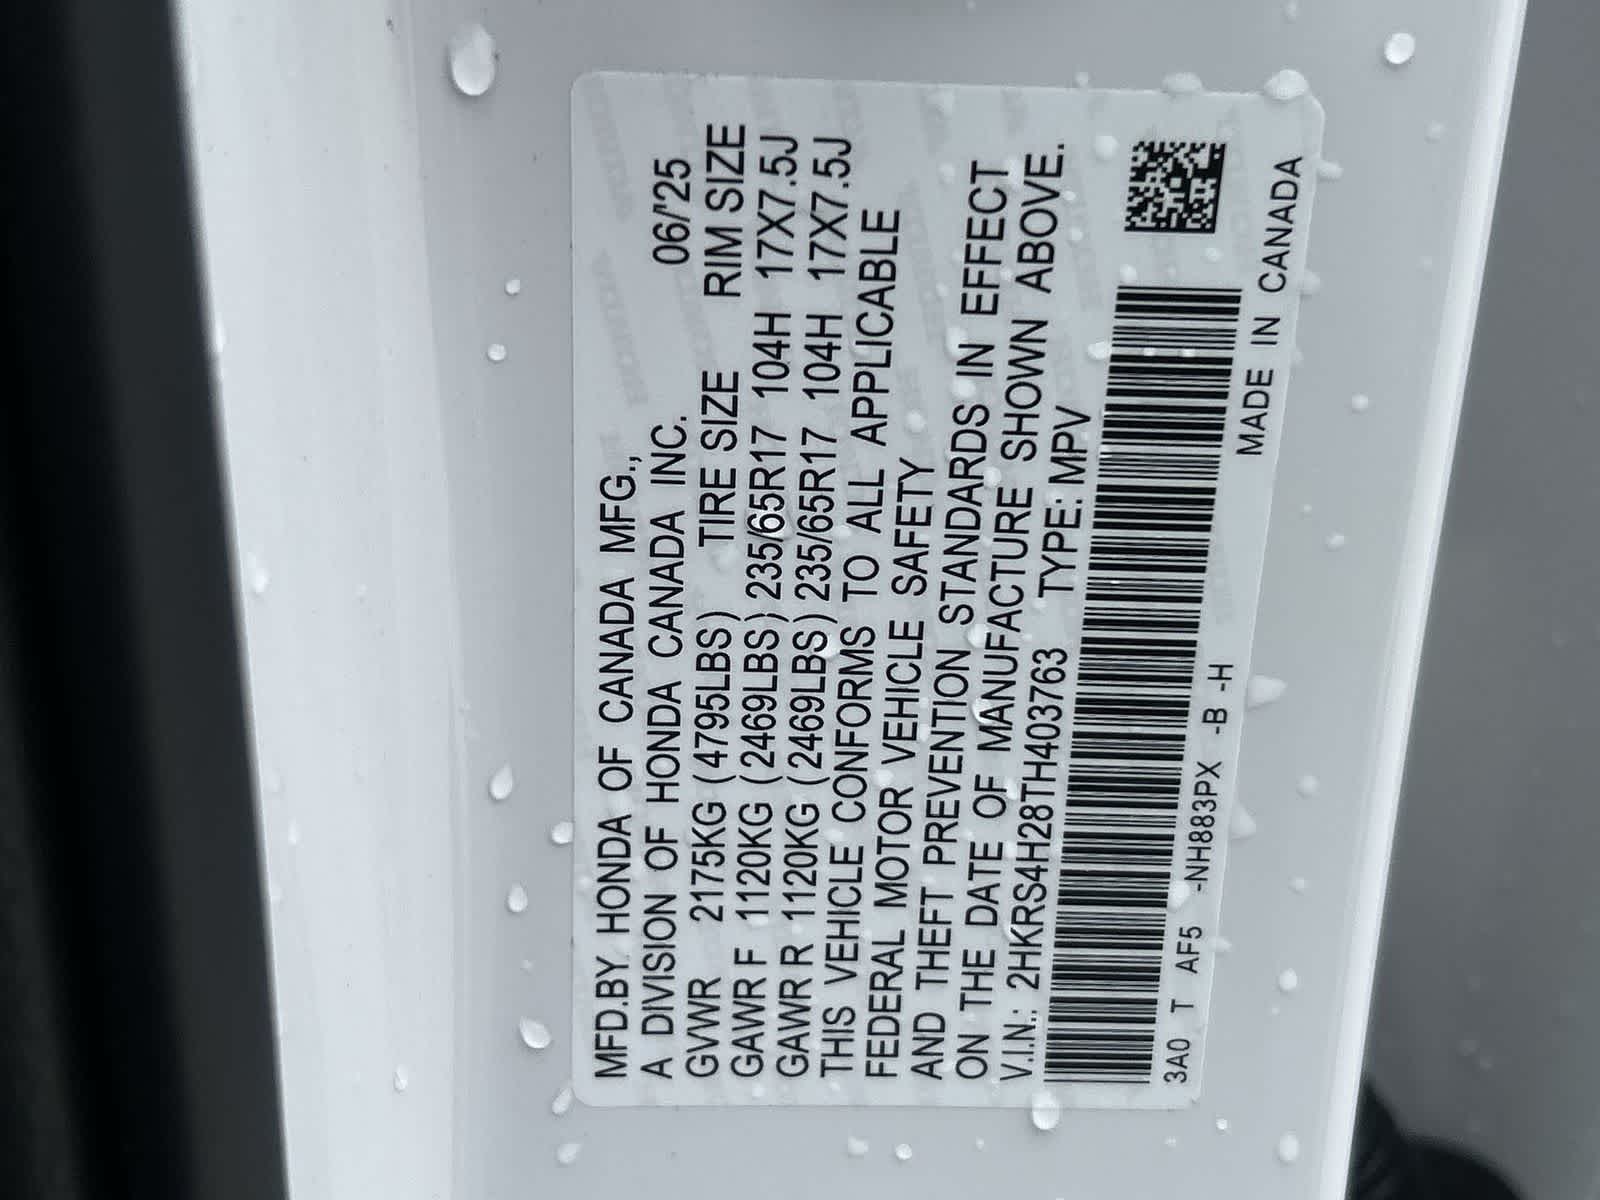 MFD.BY HONDA OF CANADA MFG.,
A DIVISION OF HONDA CANADA INC. 06/'25
GVWR 2175KG (4795LBS) TIRE SIZE RIM SIZE
GAWR F 1120KG (2469LBS) 235/65R17 104H 17X7.5J
GAWR R 1120KG (2469LBS) 235/65R17 104H 17X7.5J
THIS VEHICLE CONFORMS TO ALL APPLICABLE
FEDERAL MOTOR VEHICLE SAFETY
AND THEFT PREVENTION STANDARDS IN EFFECT
ON THE DATE OF MANUFACTURE SHOWN ABOVE.
V.I.N.: 2HKRS4H28TH403763 TYPE: MPV
3A0 T AF5 -NH883PX -B -H MADE IN CANADA